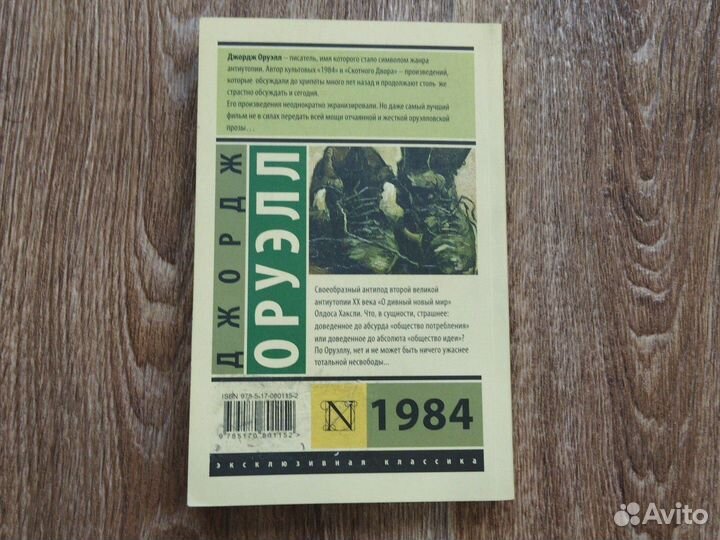 Джордж Оруэлл – писатель, имя которого стало символом жанра
антиутопии. Автор культовых «1984» и «Скотного Двора» – произведений,
которые обсуждали до хрипоты много лет назад и продолжают столь же
страстно обсуждать и сегодня.
Его произведения неоднократно экранизировали. Но даже самый лучший
фильм не в силах передать всей мощи отчаянной и жесткой оруэлловской
прозы…
ДЖОРДЖ
ОРУЭЛЛ
Своеобразный антипод второй великой
антиутопии XX века «О дивный новый мир»
Олдоса Хаксли. Что, в сущности, страшнее:
доведенное до абсурда «общество потребления»
или доведенное до абсолюта «общество идеи»?
По Оруэллу, нет и не может быть ничего ужаснее
тотальной несвободы...
ISBN 978-5-17-080115-2
9 785170 801152
N
1984
эксклюзивная классика
Avito